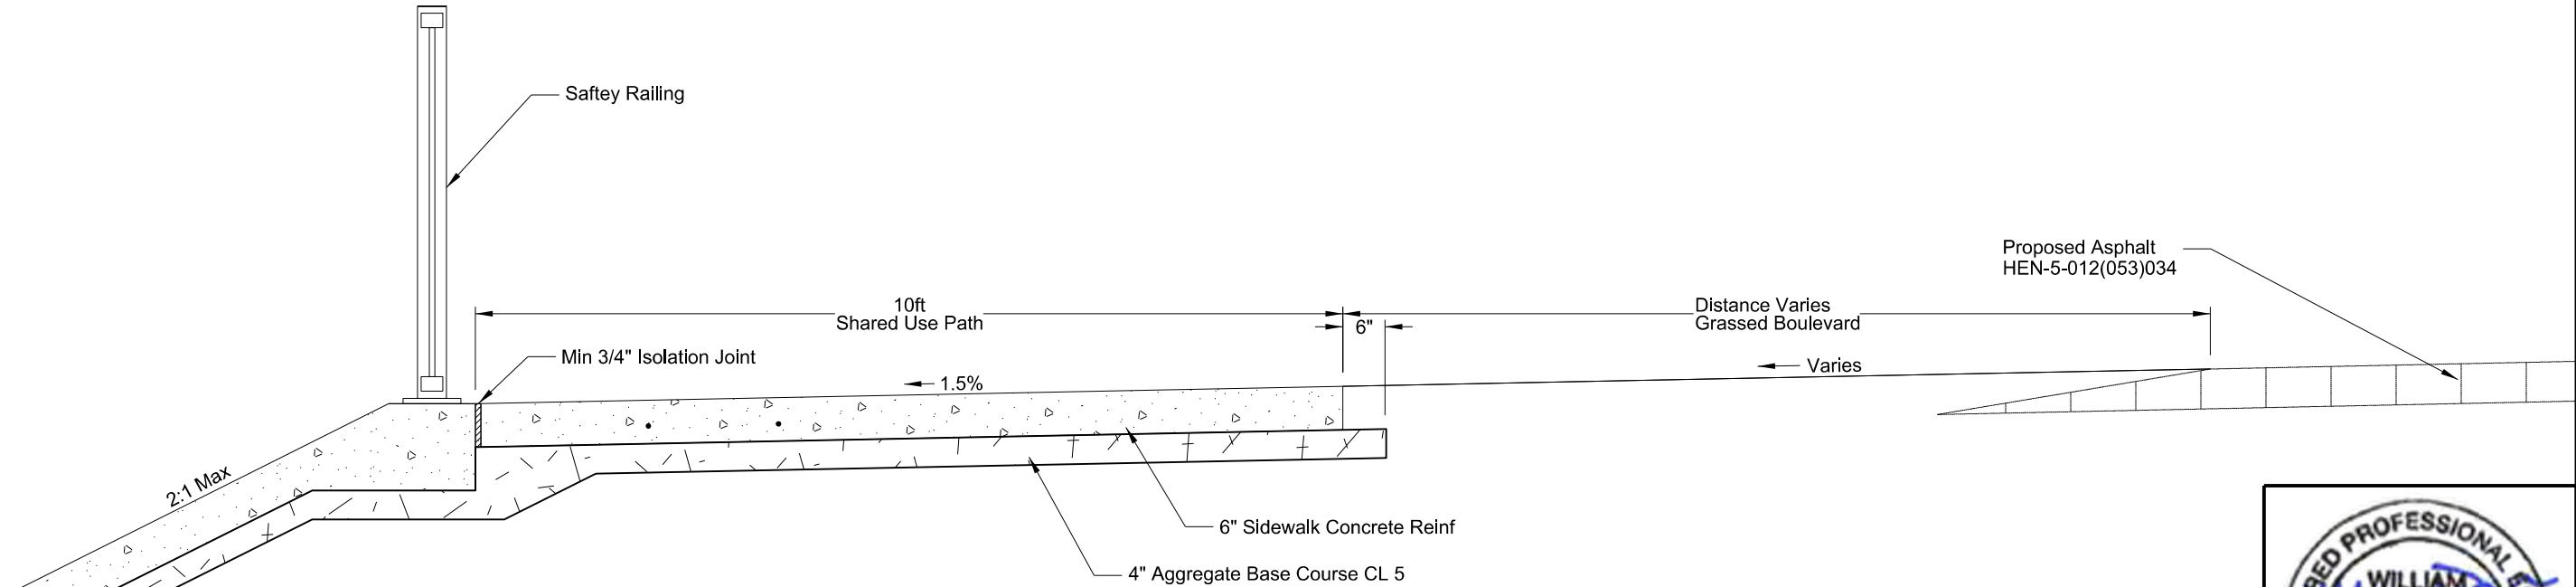 Saftey Railing
Proposed Asphalt
HEN-5-012(053)034
10ft
Shared Use Path
6"
Distance Varies
Grassed Boulevard
Min 3/4" Isolation Joint
1.5%
Varies
2:1 Max
6" Sidewalk Concrete Reinf
4" Aggregate Base Course CL 5
PROFESSIONAL
WILLIAM